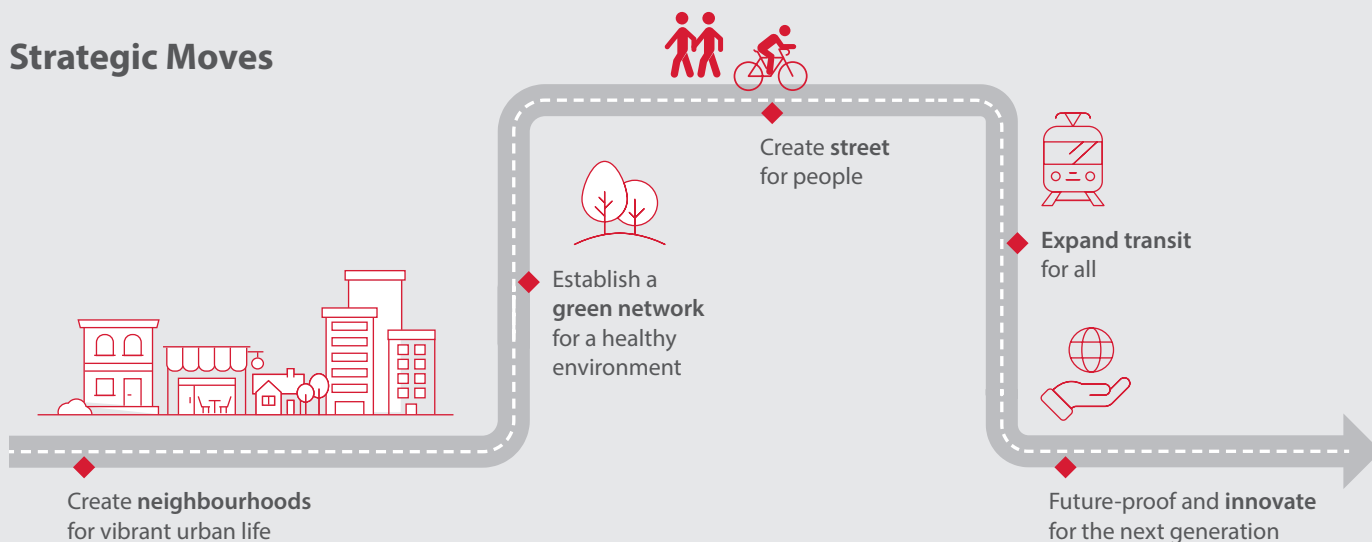 Strategic Moves
Create neighbourhoods
for vibrant urban life
Establish a
green network
for a healthy
environment
Create street
for people
Expand transit
for all
Future-proof and innovate
for the next generation